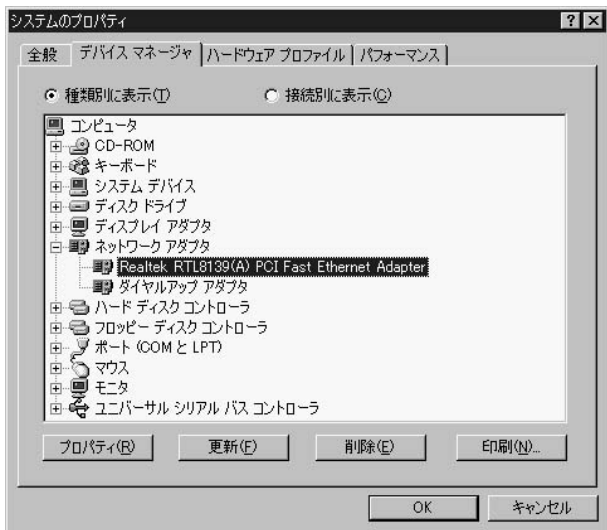 システムのプロパティ
全般 デバイス マネージャ ハードウェア プロファイル パフォーマンス
種類別に表示(T) 接続別に表示(C)
コンピュータ
CD-ROM
キーボード
システム デバイス
ディスク ドライブ
ディスプレイ アダプタ
ネットワーク アダプタ
Realtek RTL8139(A) PCI Fast Ethernet Adapter
ダイヤルアップ アダプタ
ハード ディスク コントローラ
フロッピー ディスク コントローラ
ポート (COM と LPT)
マウス
モニタ
ユニバーサル シリアル バス コントローラ
プロパティ(R) 更新(F) 削除(E) 印刷(N)...
OK キャンセル